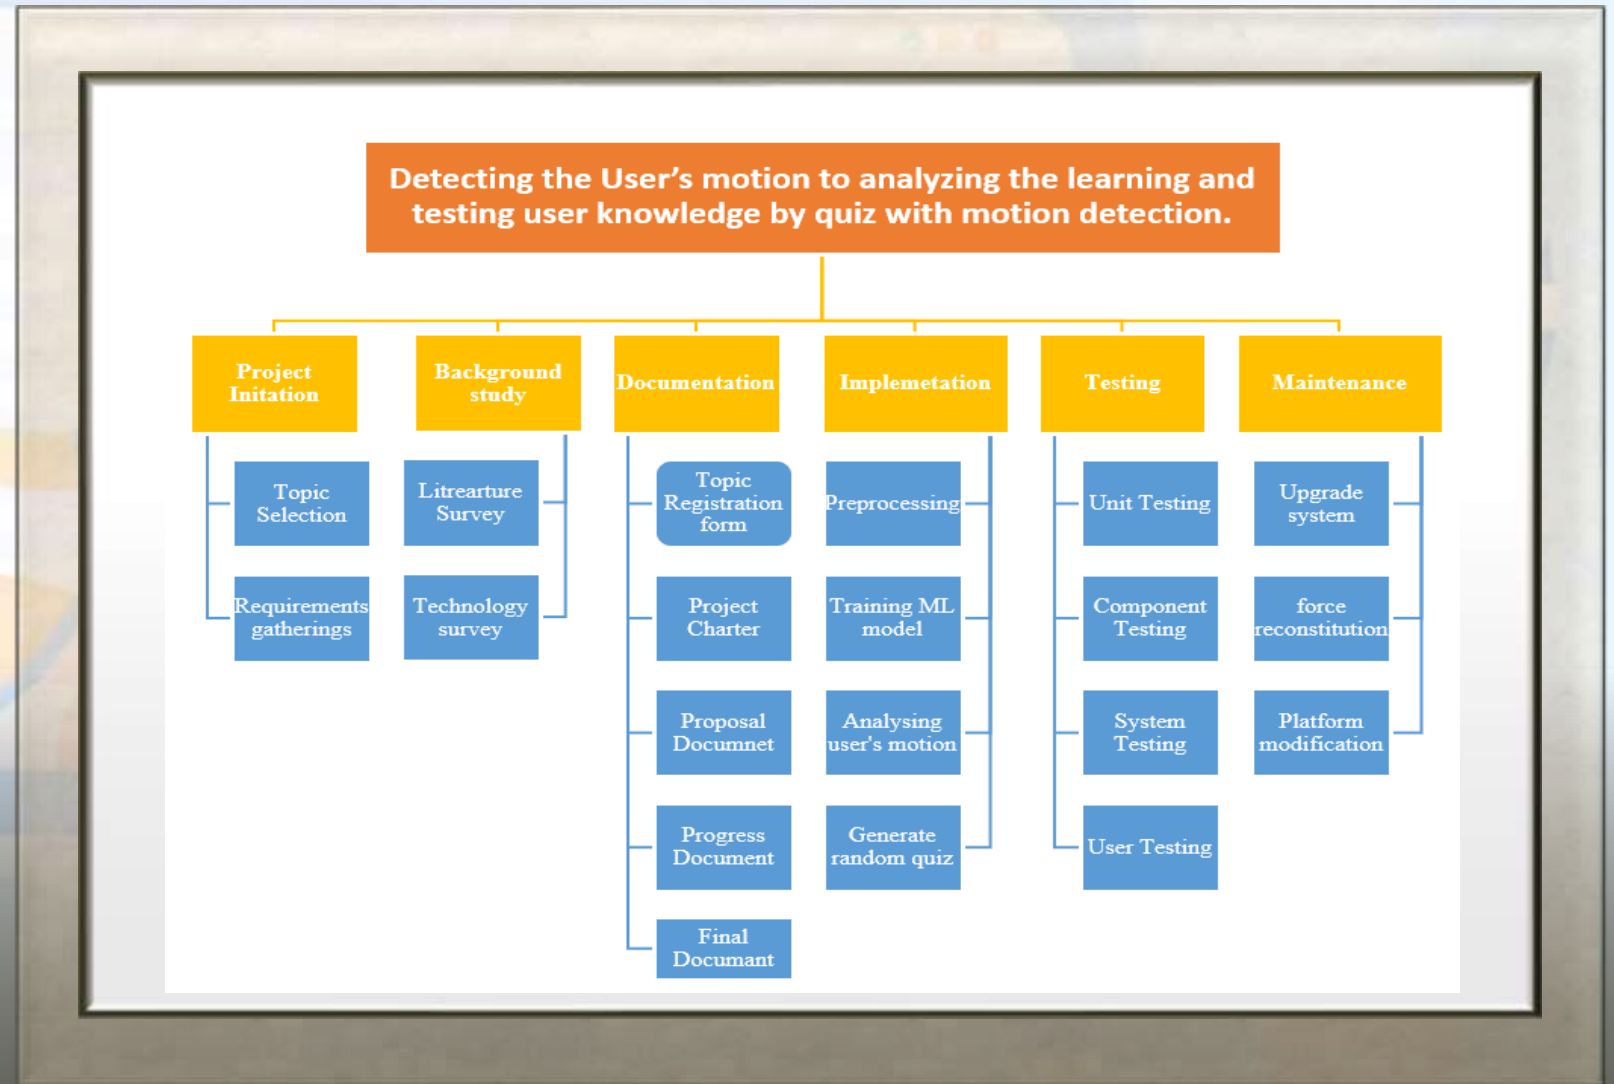 Detecting the User’s motion to analyzing the learning and
testing user knowledge by quiz with motion detection.
Project
Initation
Topic
Selection
Requirements
gatherings
Background
study
Litrearture
Survey
Technology
survey
Documentation
Topic
Registration
form
Project
Charter
Proposal
Documnet
Progress
Document
Final
Documant
Implemetation
Preprocessing
Training ML
model
Analysing
user's motion
Generate
random quiz
Testing
Unit Testing
Component
Testing
System
Testing
User Testing
Maintenance
Upgrade
system
force
reconstitution
Platform
modification